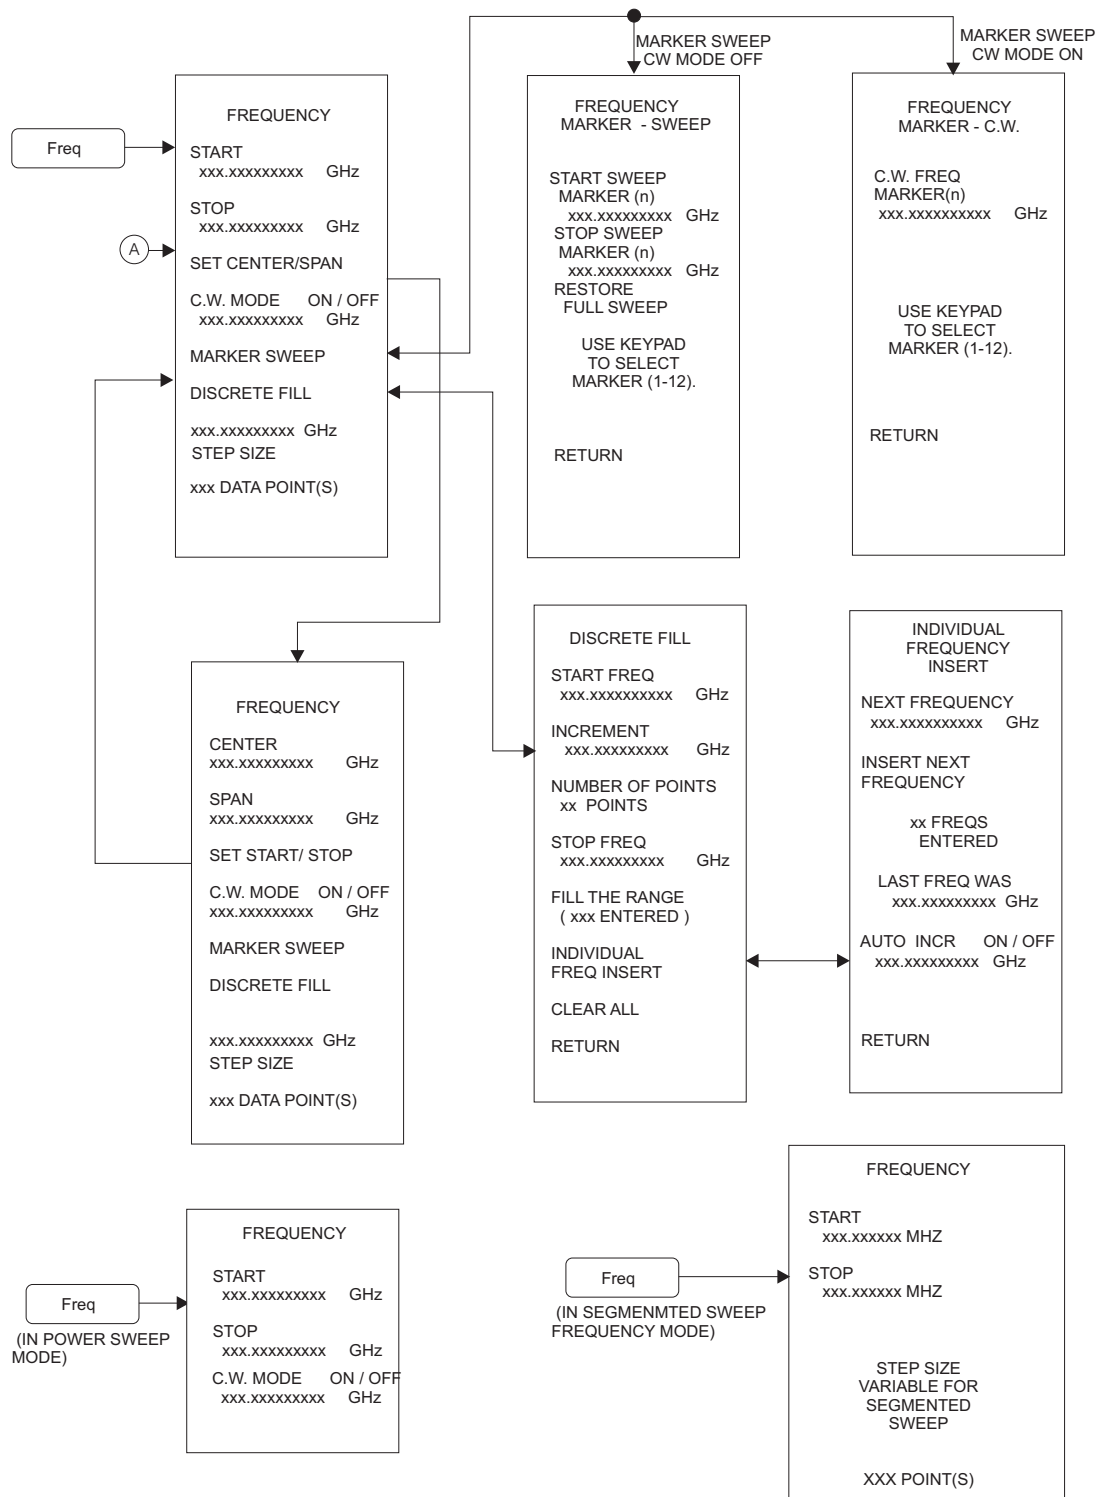 MARKER SWEEP
CW MODE OFF
MARKER SWEEP
CW MODE ON
Freq
A
FREQUENCY
START
xxx.xxxxxxxxx GHz
STOP
xxx.xxxxxxxxx GHz
SET CENTER/SPAN
C.W. MODE ON / OFF
xxx.xxxxxxxxx GHz
MARKER SWEEP
DISCRETE FILL
xxx.xxxxxxxxx GHz
STEP SIZE
xxx DATA POINT(S)
FREQUENCY
MARKER - SWEEP
START SWEEP
MARKER (n)
xxx.xxxxxxxxx GHz
STOP SWEEP
MARKER (n)
xxx.xxxxxxxxx GHz
RESTORE
FULL SWEEP
USE KEYPAD
TO SELECT
MARKER (1-12).
RETURN
FREQUENCY
MARKER - C.W.
C.W. FREQ
MARKER(n)
xxx.xxxxxxxxxx GHz
USE KEYPAD
TO SELECT
MARKER (1-12).
RETURN
FREQUENCY
CENTER
xxx.xxxxxxxxx GHz
SPAN
xxx.xxxxxxxxx GHz
SET START/ STOP
C.W. MODE ON / OFF
xxx.xxxxxxxxx GHz
MARKER SWEEP
DISCRETE FILL
xxx.xxxxxxxxx GHz
STEP SIZE
xxx DATA POINT(S)
DISCRETE FILL
START FREQ
xxx.xxxxxxxxxx GHz
INCREMENT
xxx.xxxxxxxxx GHz
NUMBER OF POINTS
xx POINTS
STOP FREQ
xxx.xxxxxxxxx GHz
FILL THE RANGE
( xxx ENTERED )
INDIVIDUAL
FREQ INSERT
CLEAR ALL
RETURN
INDIVIDUAL
FREQUENCY
INSERT
NEXT FREQUENCY
xxx.xxxxxxxxxx GHz
INSERT NEXT
FREQUENCY
xx FREQS
ENTERED
LAST FREQ WAS
xxx.xxxxxxxxx GHz
AUTO INCR ON / OFF
xxx.xxxxxxxxx GHz
RETURN
Freq
(IN POWER SWEEP
MODE)
FREQUENCY
START
xxx.xxxxxxxxx GHz
STOP
xxx.xxxxxxxxx GHz
C.W. MODE ON / OFF
xxx.xxxxxxxxx GHz
Freq
(IN SEGMENMTED SWEEP
FREQUENCY MODE)
FREQUENCY
START
xxx.xxxxxx MHZ
STOP
xxx.xxxxxx MHZ
STEP SIZE
VARIABLE FOR
SEGMENTED
SWEEP
XXX POINT(S)